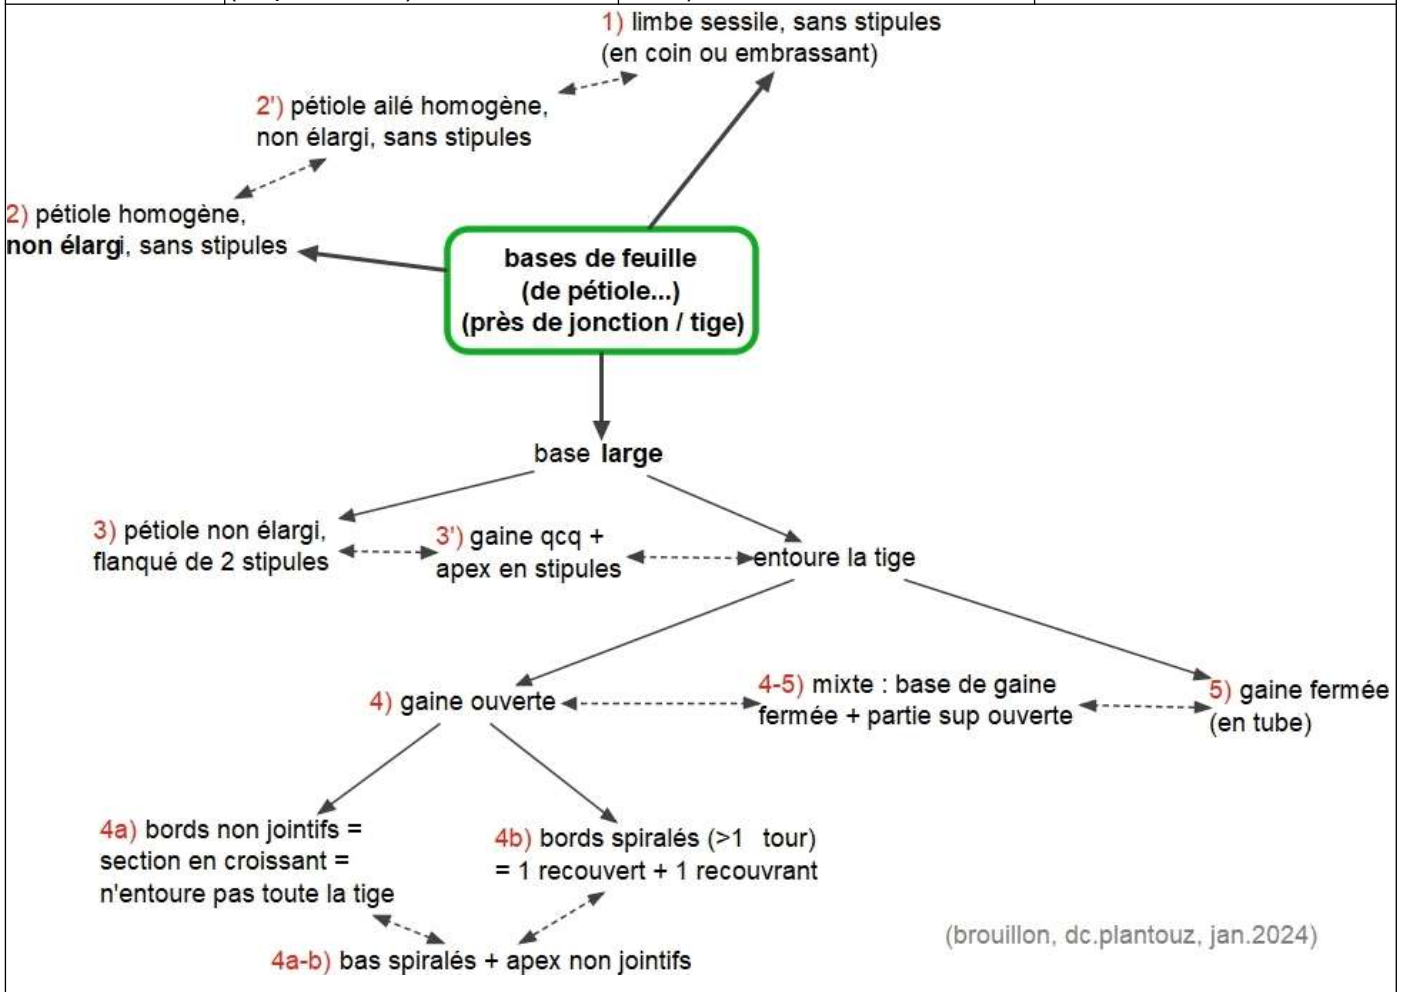 1) limbe sessile, sans stipules
(en coin ou embrassant)
2') pétiole ailé homogène,
non élargi, sans stipules
2) pétiole homogène,
non élargi, sans stipules
bases de feuille
(de pétiole...)
(près de jonction / tige)
base large
3) pétiole non élargi,
flanqué de 2 stipules
3') gaine qcq +
apex en stipules
entoure la tige
4) gaine ouverte
4-5) mixte : base de gaine
fermée + partie sup ouverte
5) gaine fermée
(en tube)
4a) bords non jointifs =
section en croissant =
n'entoure pas toute la tige
4b) bords spiralés (>1 tour)
= 1 recouvert + 1 recouvrant
4a-b) bas spiralés + apex non jointifs
(brouillon, dc.plantouz, jan.2024)